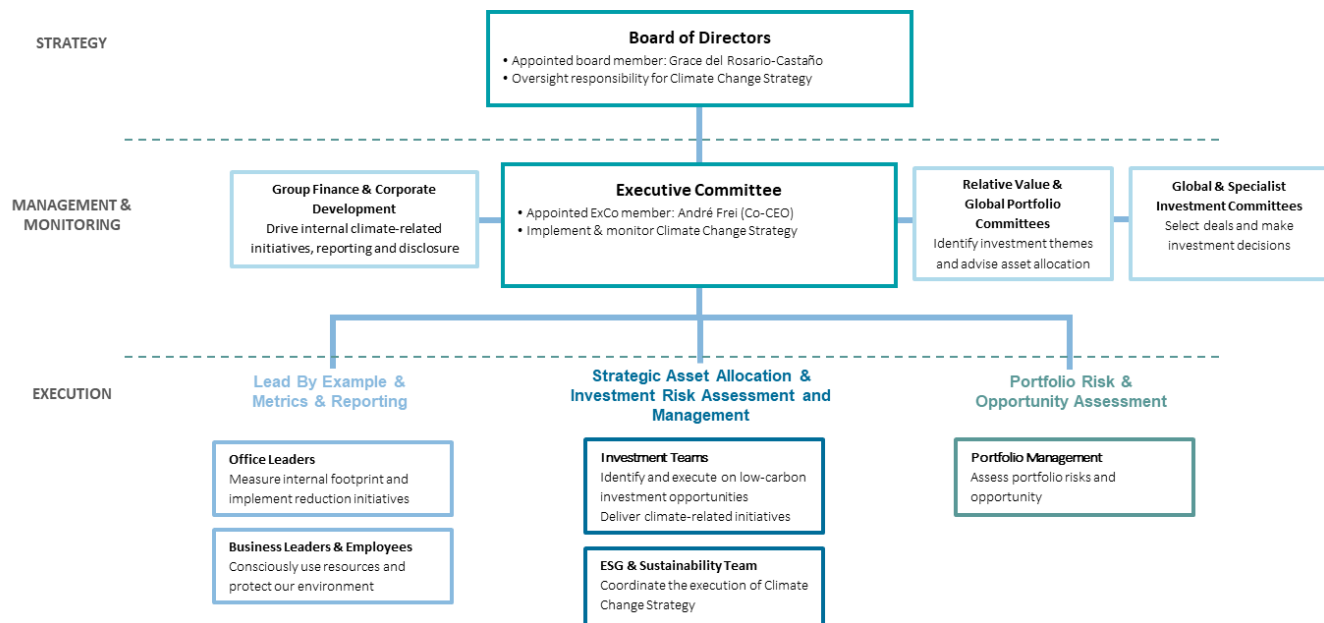 STRATEGY
Board of Directors
• Appointed board member: Grace del Rosario-Castaño
• Oversight responsibility for Climate Change Strategy
MANAGEMENT &
MONITORING
Group Finance & Corporate
Development
Drive internal climate-related
initiatives, reporting and disclosure
Executive Committee
• Appointed ExCo member: André Frei (Co-CEO)
• Implement & monitor Climate Change Strategy
Relative Value &
Global Portfolio
Committees
Identify investment themes
and advise asset allocation
Global & Specialist
Investment Committees
Select deals and make
investment decisions
EXECUTION
Lead By Example &
Metrics & Reporting
Office Leaders
Measure internal footprint and
implement reduction initiatives
Business Leaders & Employees
Consciously use resources and
protect our environment
Strategic Asset Allocation &
Investment Risk Assessment and
Management
Investment Teams
Identify and execute on low-carbon
investment opportunities
Deliver climate-related initiatives
ESG & Sustainability Team
Coordinate the execution of Climate
Change Strategy
Portfolio Risk &
Opportunity Assessment
Portfolio Management
Assess portfolio risks and
opportunity